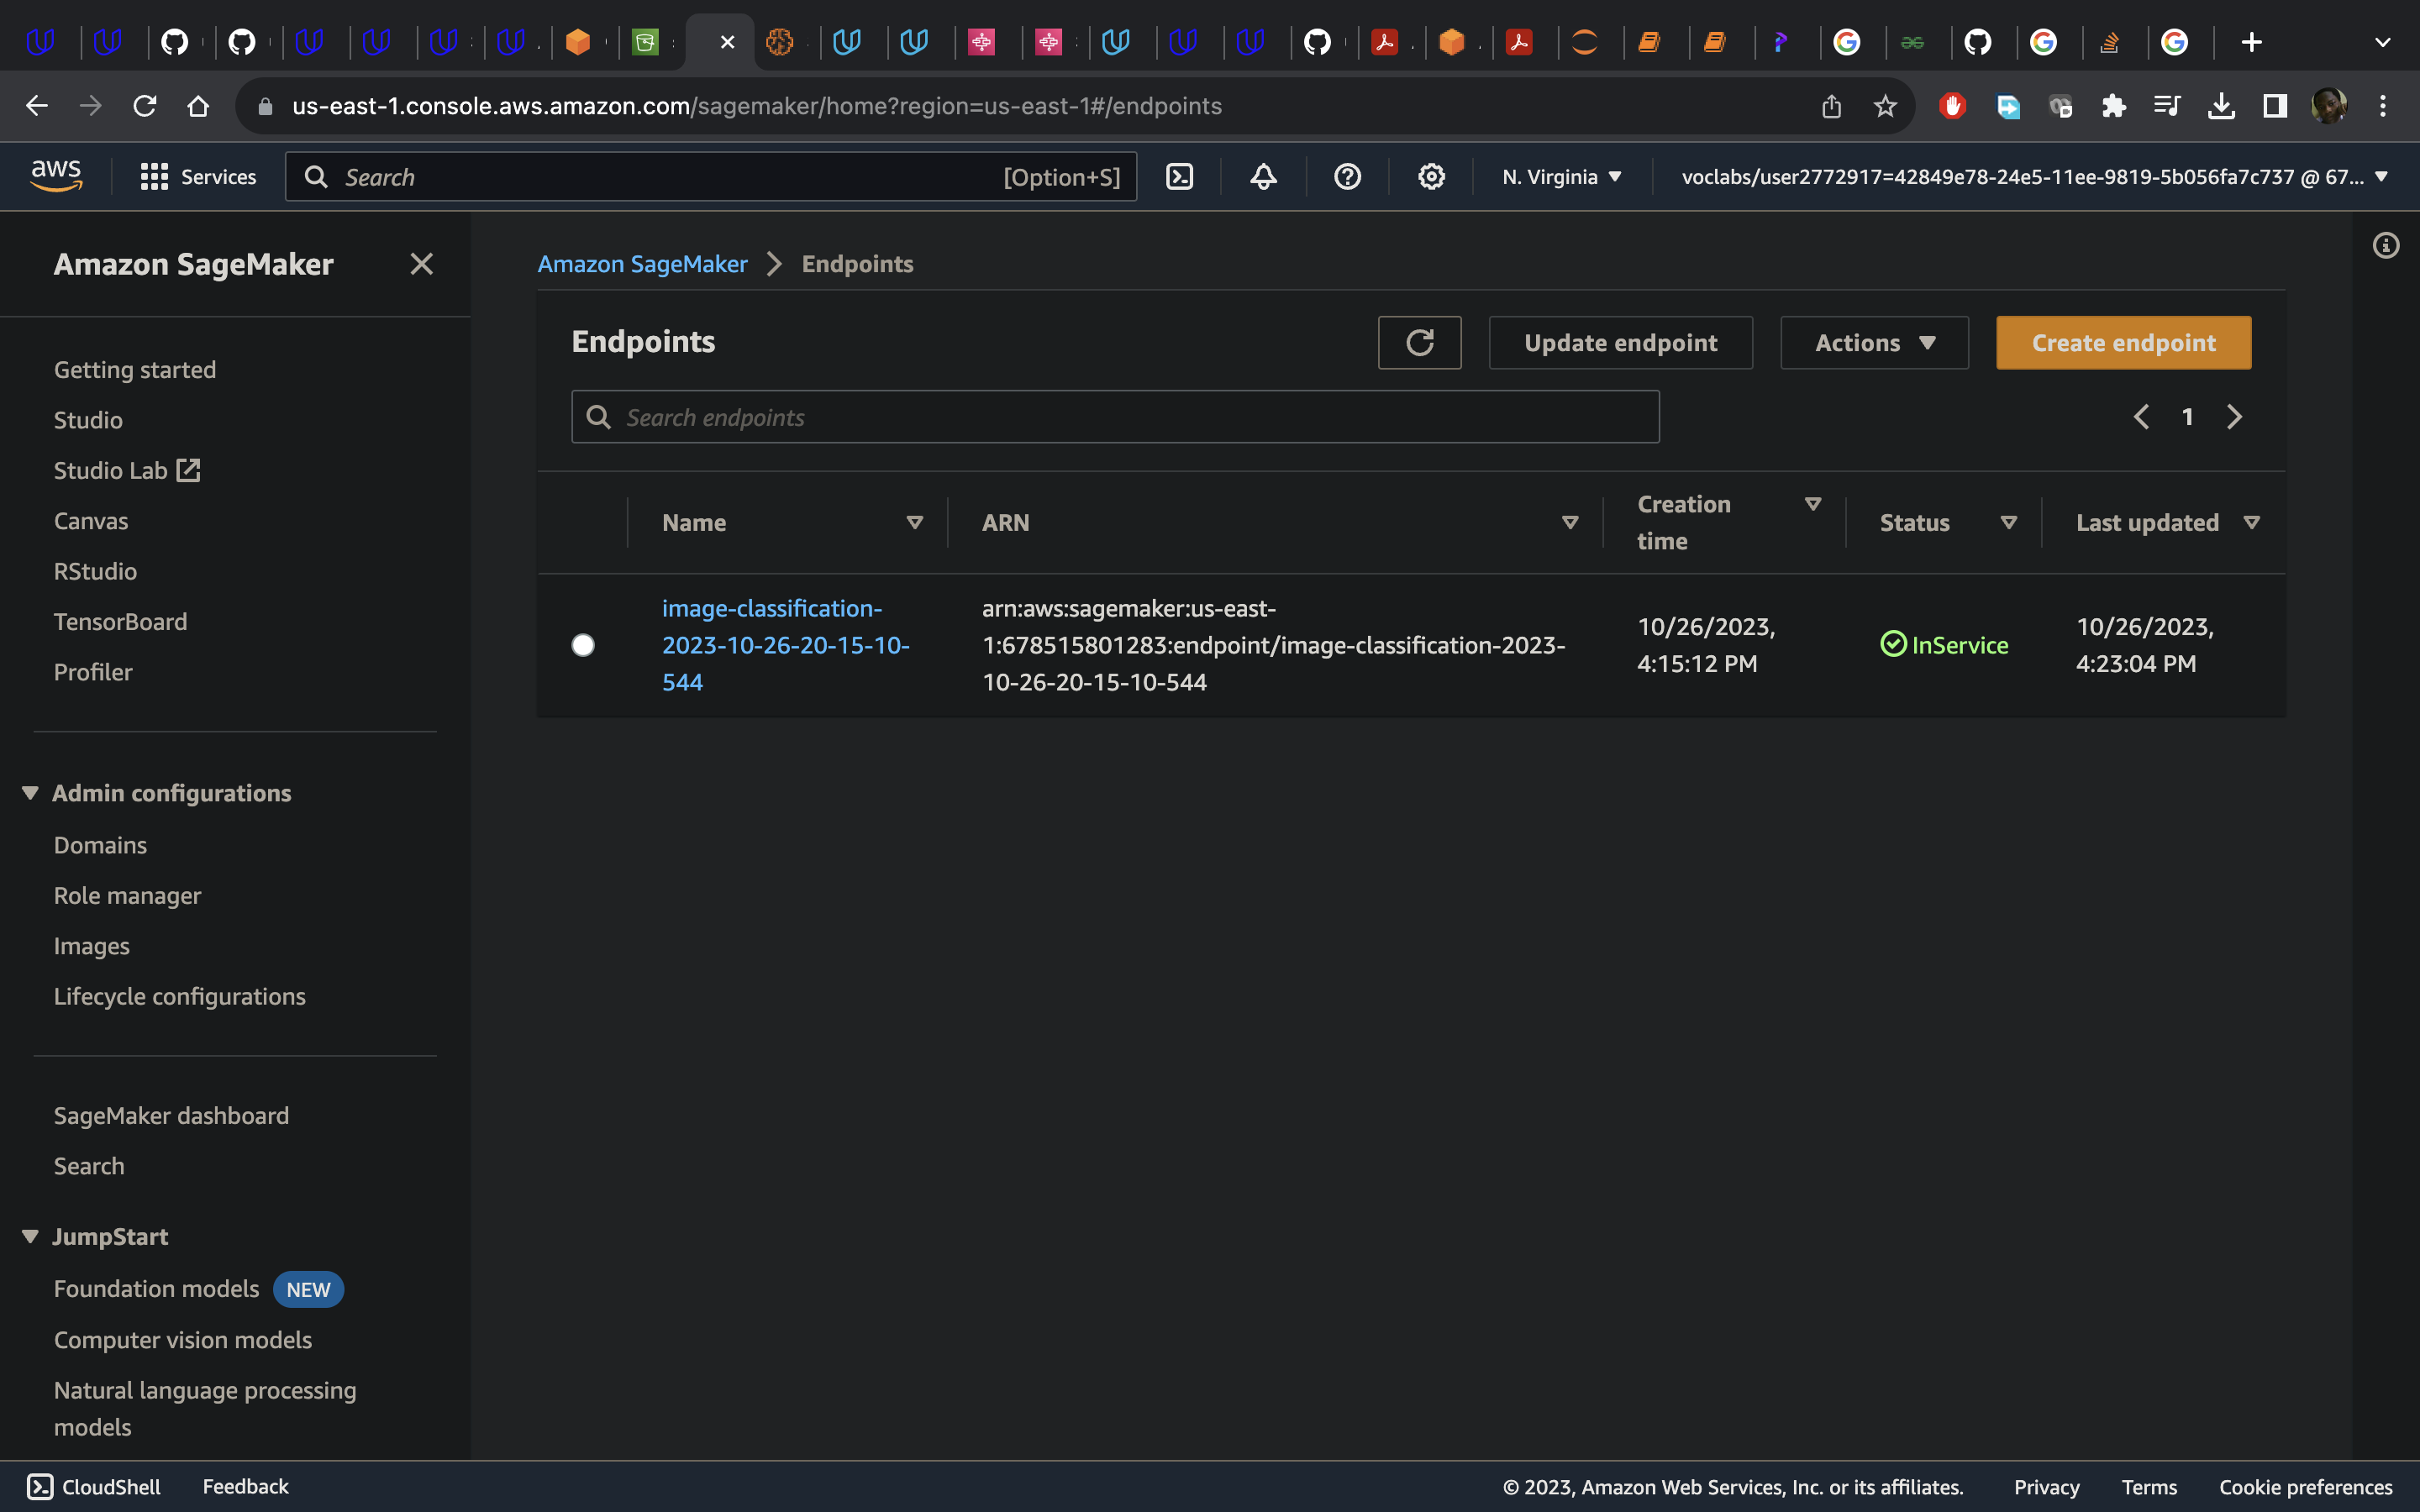 us-east-1.console.aws.amazon.com/sagemaker/home?region=us-east-1#/endpoints
aws
Services
Search
[Option+S]
N. Virginia
voclabs/user2772917=42849e78-24e5-11ee-9819-5b056fa7c737 @ 67...
Amazon SageMaker
Getting started
Studio
Studio Lab
Canvas
RStudio
TensorBoard
Profiler
Admin configurations
Domains
Role manager
Images
Lifecycle configurations
SageMaker dashboard
Search
JumpStart
Foundation models NEW
Computer vision models
Natural language processing
models
Amazon SageMaker > Endpoints
Endpoints
Update endpoint
Actions
Create endpoint
Search endpoints
1
Name
ARN
Creation
time
Status
Last updated
image-classification-
2023-10-26-20-15-10-
544
arn:aws:sagemaker:us-east-
1:678515801283:endpoint/image-classification-2023-
10-26-20-15-10-544
10/26/2023,
4:15:12 PM
InService
10/26/2023,
4:23:04 PM
CloudShell
Feedback
© 2023, Amazon Web Services, Inc. or its affiliates.
Privacy
Terms
Cookie preferences